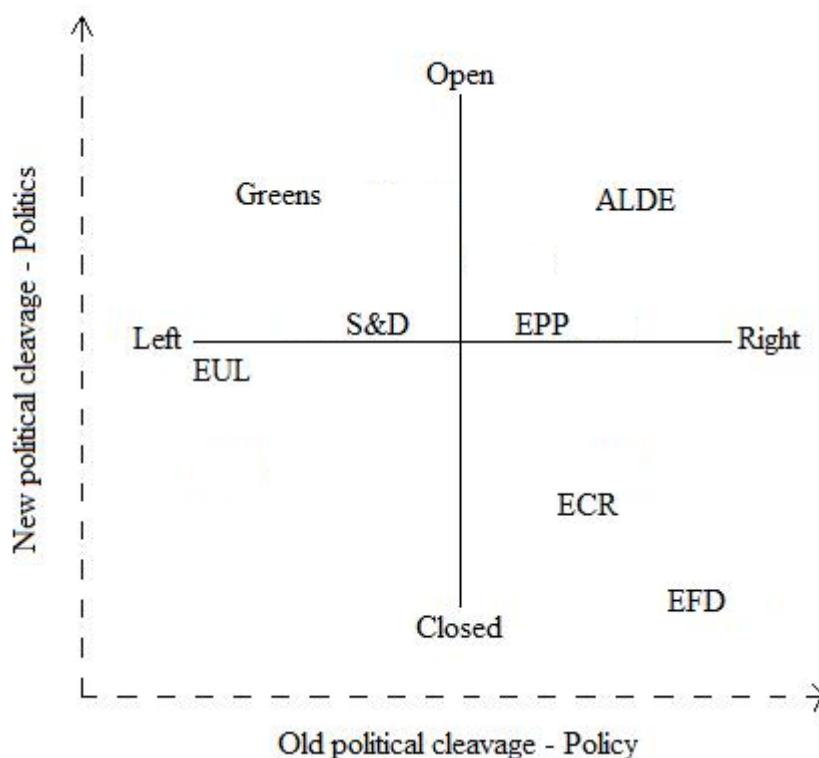 Open
Greens
ALDE
S&D
EPP
Left
Right
EUL
ECR
EFD
Closed
New political cleavage - Politics
Old political cleavage - Policy